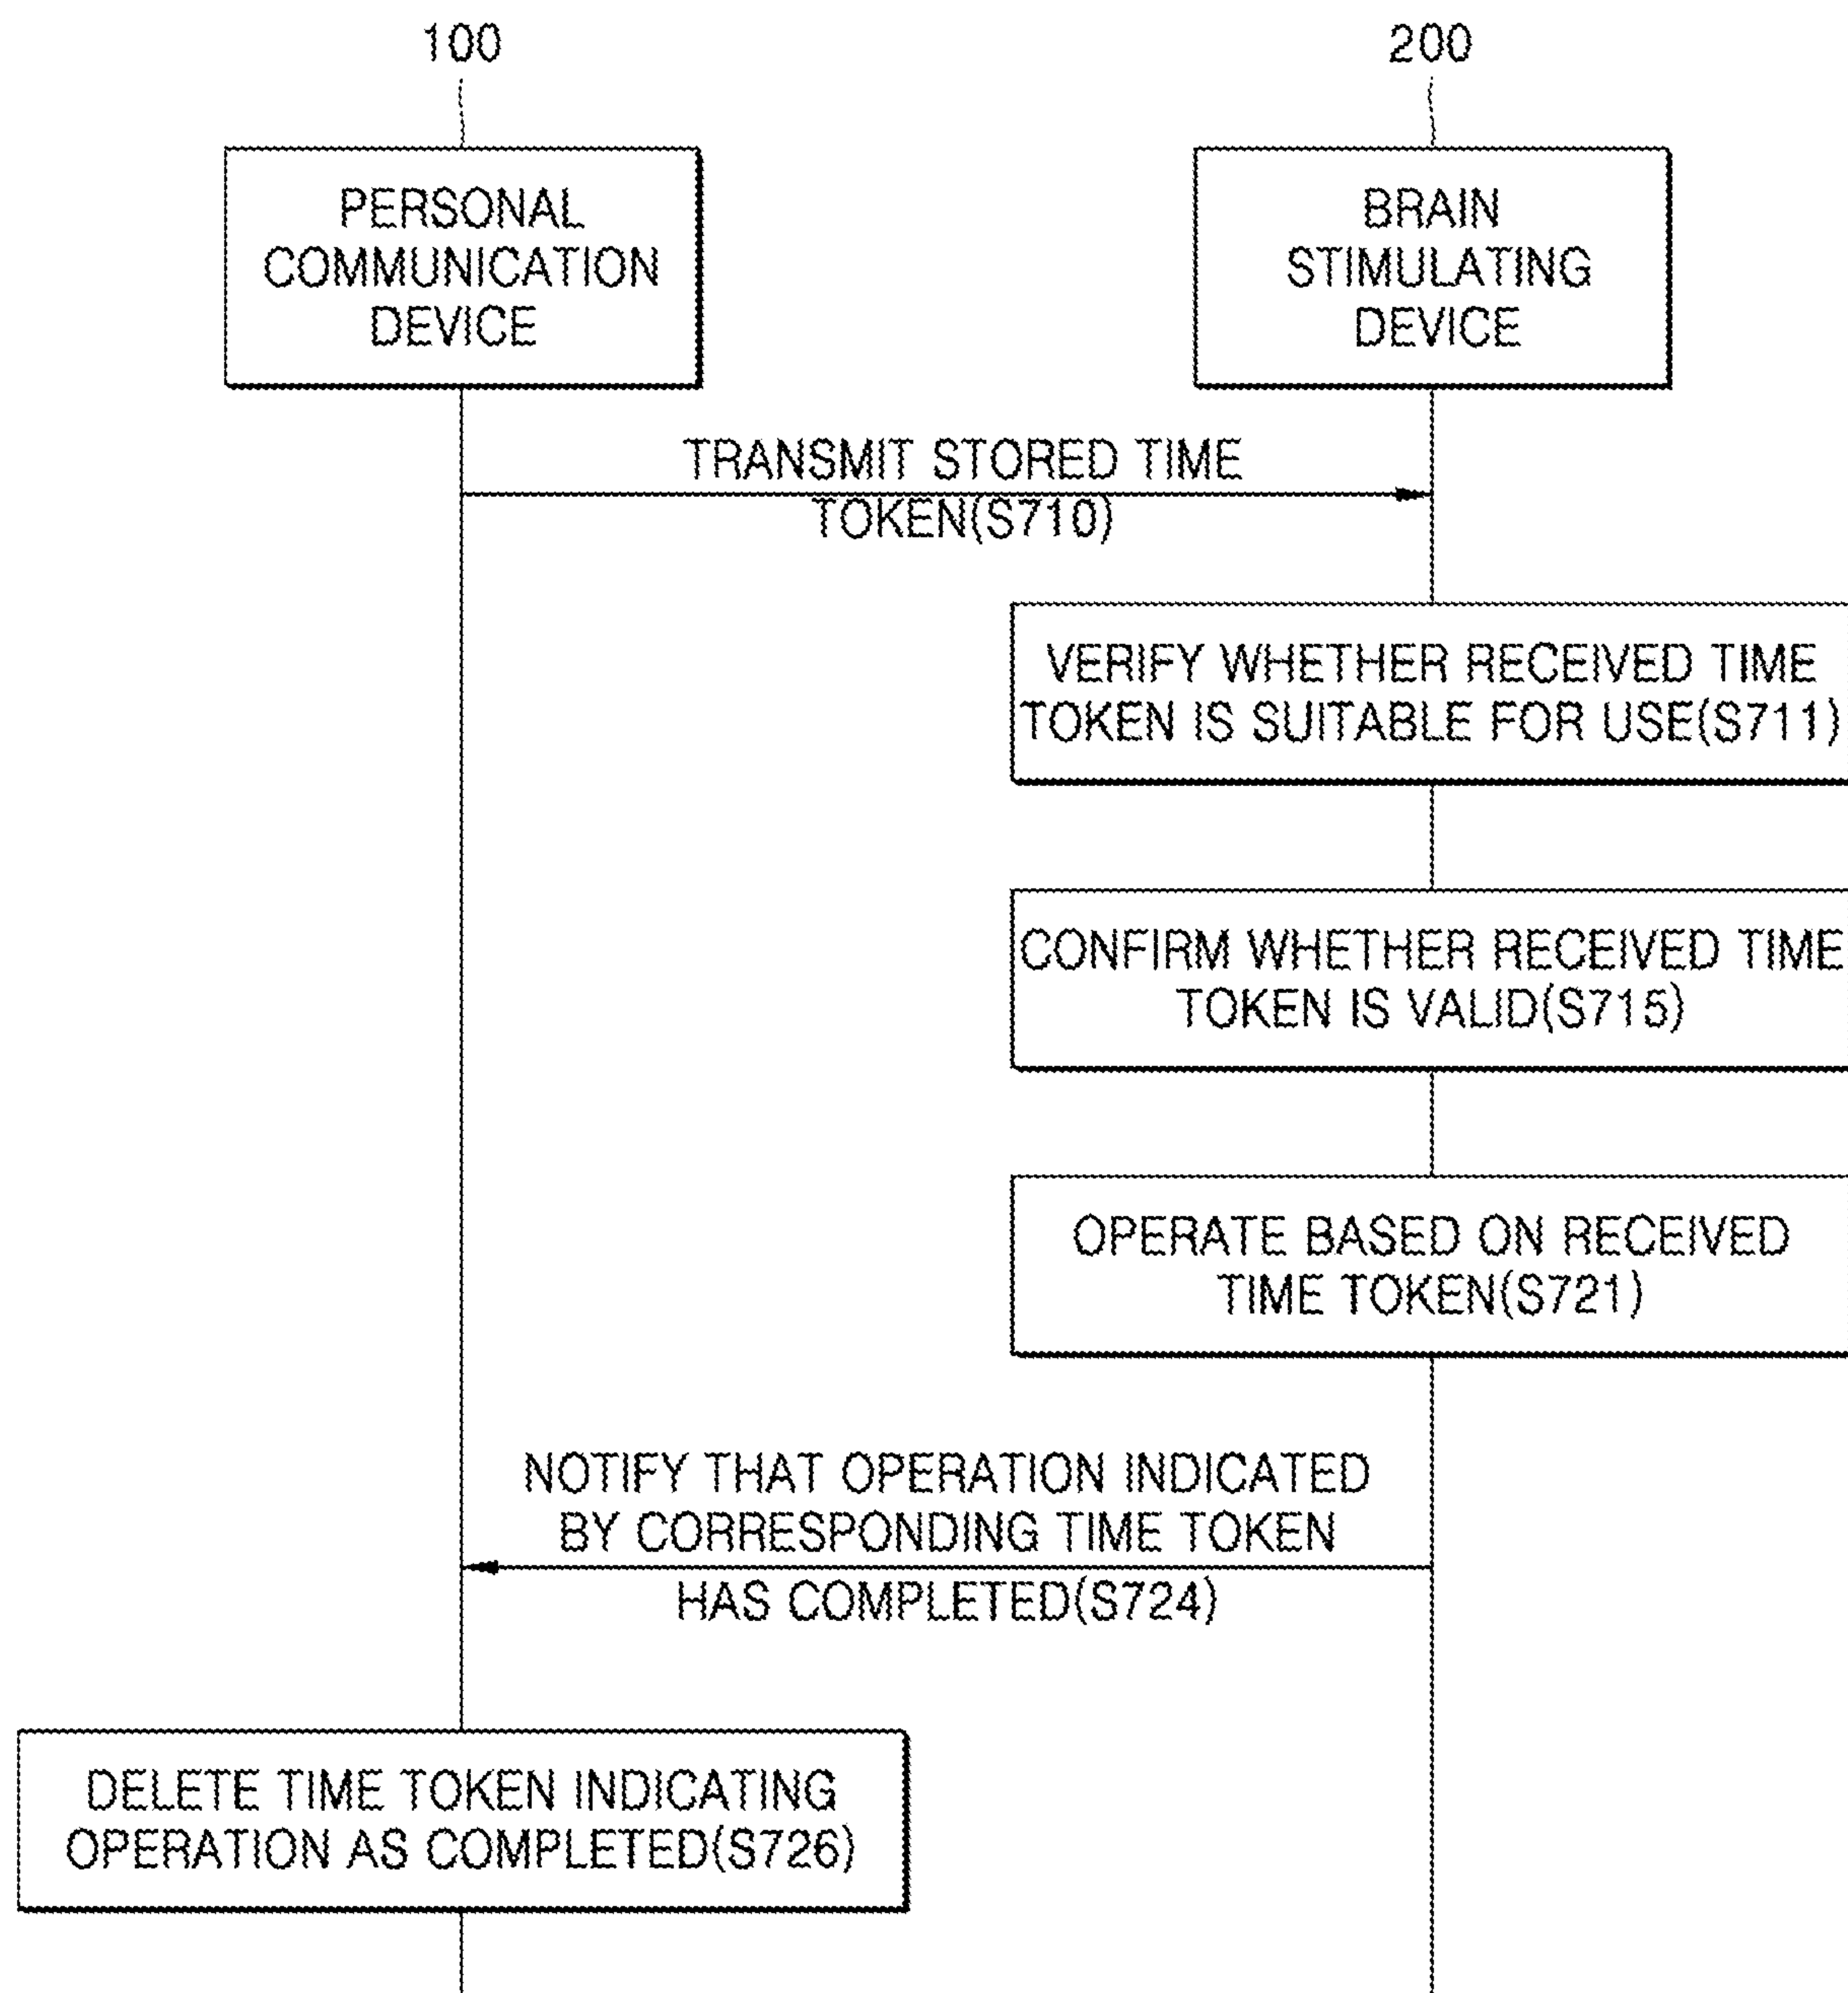 100
200
PERSONAL
COMMUNICATION
DEVICE
BRAIN
STIMULATING
DEVICE
TRANSMIT STORED TIME
TOKEN(S710)
VERIFY WHETHER RECEIVED TIME
TOKEN IS SUITABLE FOR USE(S711)
CONFIRM WHETHER RECEIVED TIME
TOKEN IS VALID(S715)
OPERATE BASED ON RECEIVED
TIME TOKEN(S721)
NOTIFY THAT OPERATION INDICATED
BY CORRESPONDING TIME TOKEN
HAS COMPLETED(S724)
DELETE TIME TOKEN INDICATING
OPERATION AS COMPLETED(S726)